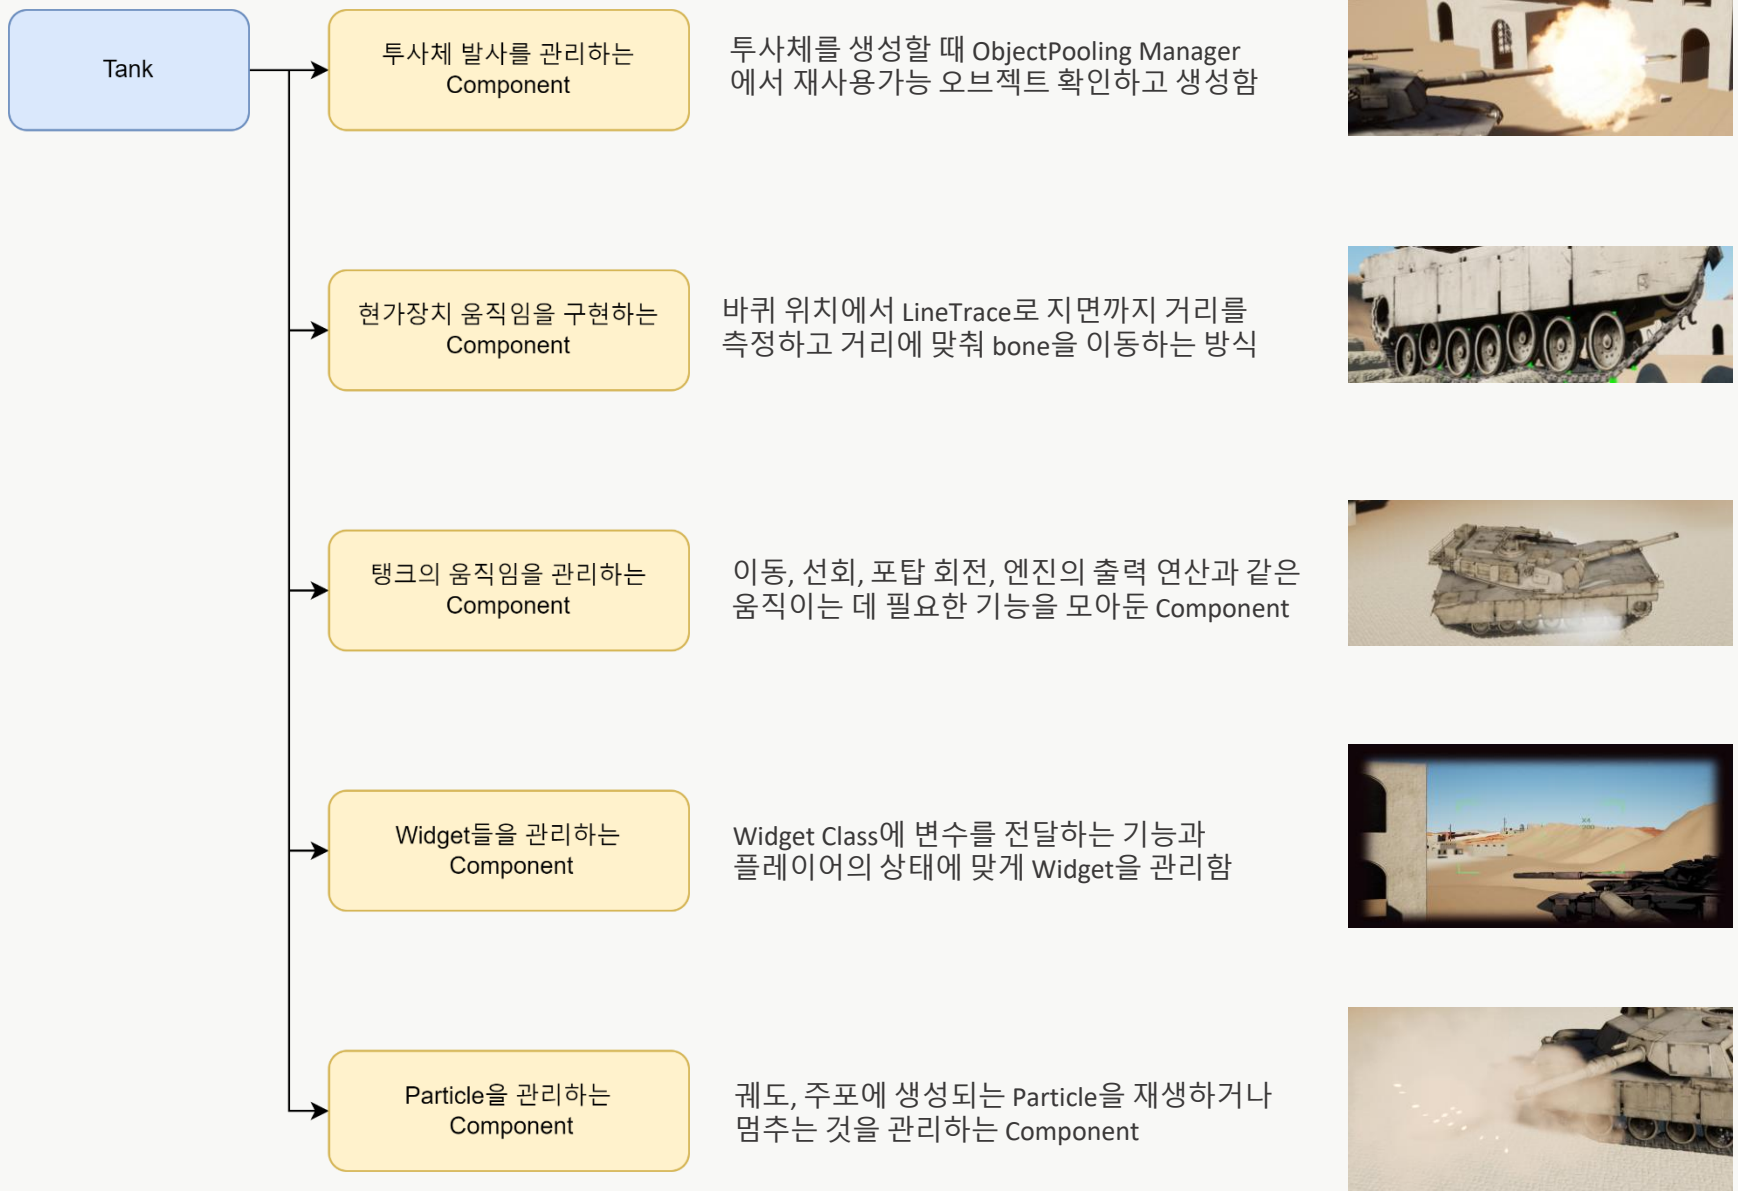 Tank
투사체 발사를 관리하는
Component
투사체를 생성할 때 ObjectPooling Manager
에서 재사용가능 오브젝트 확인하고 생성함
현가장치 움직임을 구현하는
Component
바퀴 위치에서 LineTrace로 지면까지 거리를
측정하고 거리에 맞춰 bone을 이동하는 방식
탱크의 움직임을 관리하는
Component
이동, 선회, 포탑 회전, 엔진의 출력 연산과 같은
움직이는 데 필요한 기능을 모아둔 Component
Widget들을 관리하는
Component
Widget Class에 변수를 전달하는 기능과
플레이어의 상태에 맞게 Widget을 관리함
Particle을 관리하는
Component
궤도, 주포에 생성되는 Particle을 재생하거나
멈추는 것을 관리하는 Component